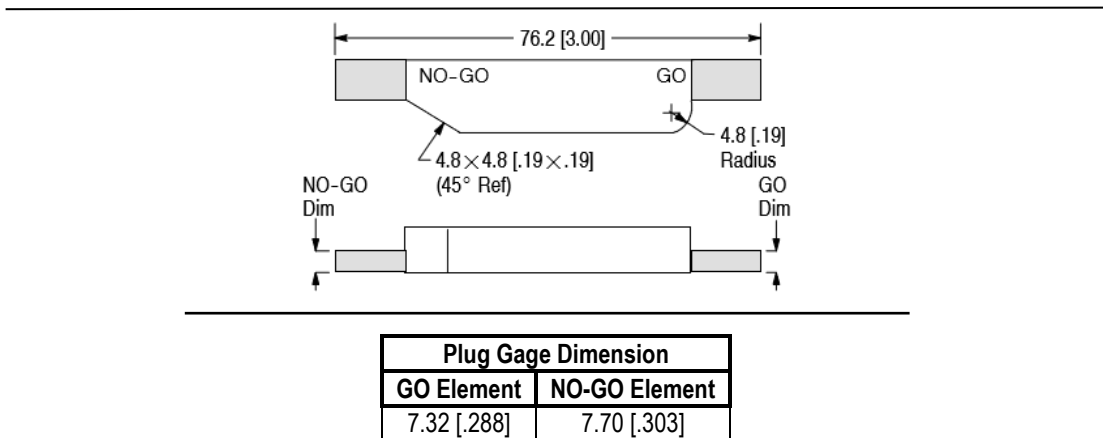 76.2 [3.00]
NO-GO
GO
4.8 [.19]
Radius
4.8×4.8 [.19×.19]
(45° Ref)
NO-GO
Dim
GO
Dim
Plug Gage Dimension
GO Element NO-GO Element
7.32 [.288] 7.70 [.303]